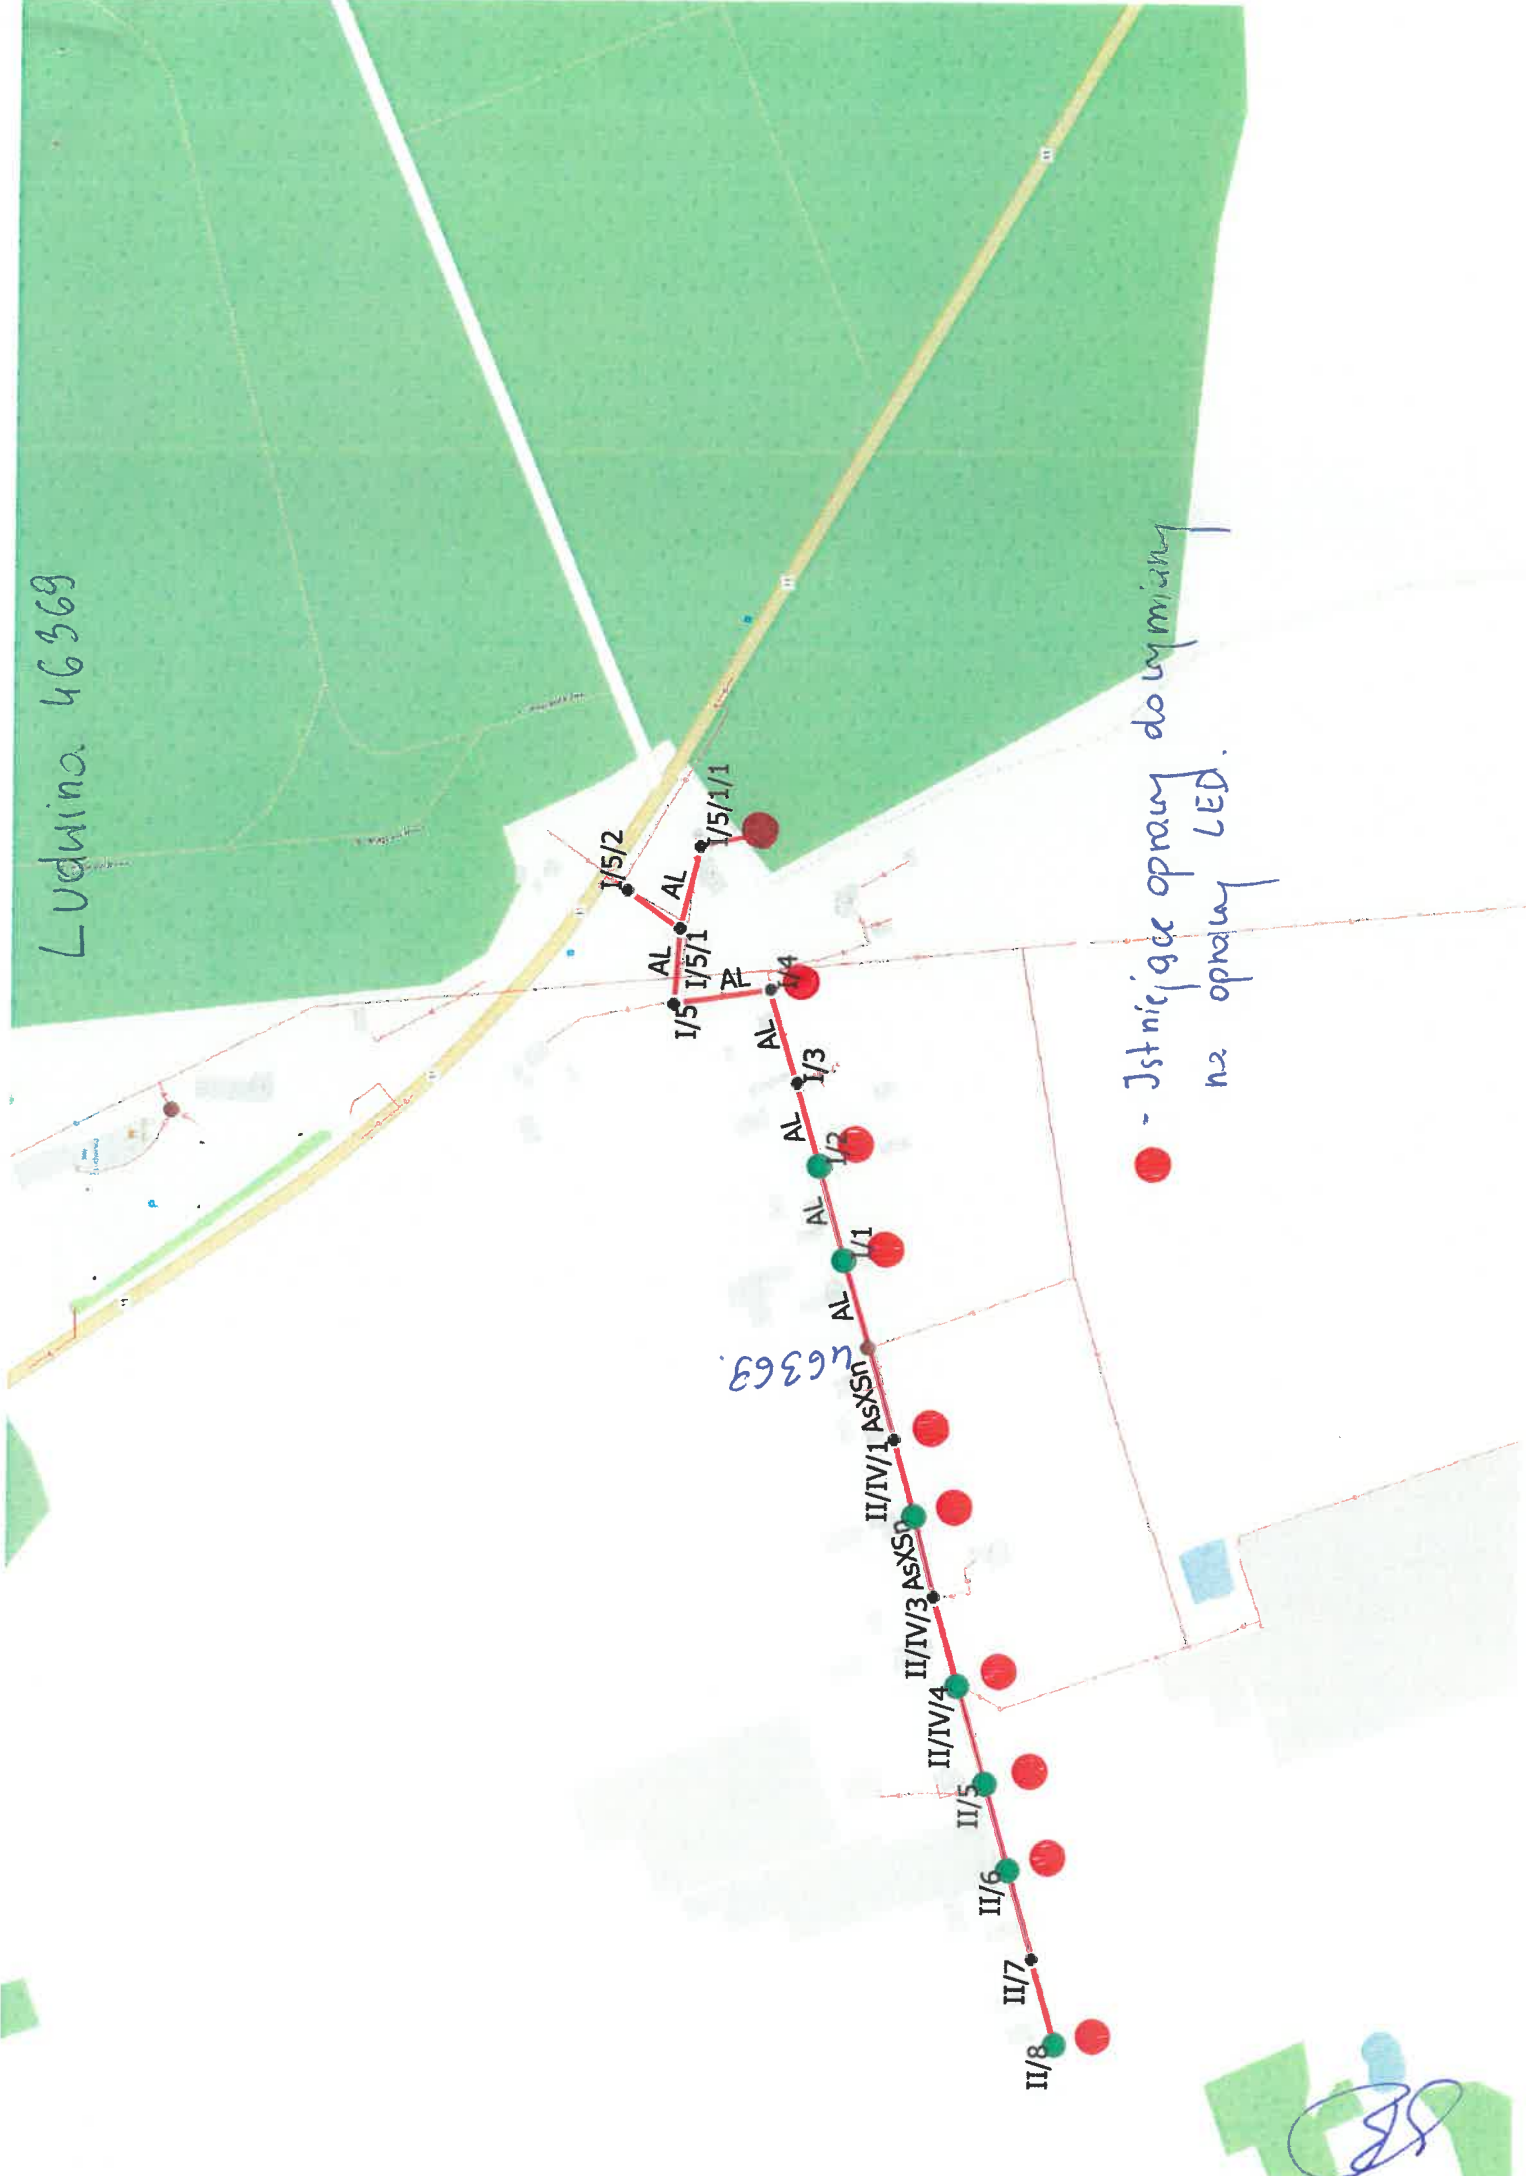 Ludwina 46369
I/5/2
I/5/1/1
AL
AL
I/5/1
I/5
AL
I/4
AL
I/3
AL
I/2
AL
I/1
AL
46369.
AsXSn
II/IV/1
AsXSn
II/IV/3
II/IV/4
II/5
II/6
II/7
II/8
- Istniejące oprawy do wymiany
na oprawy LED.